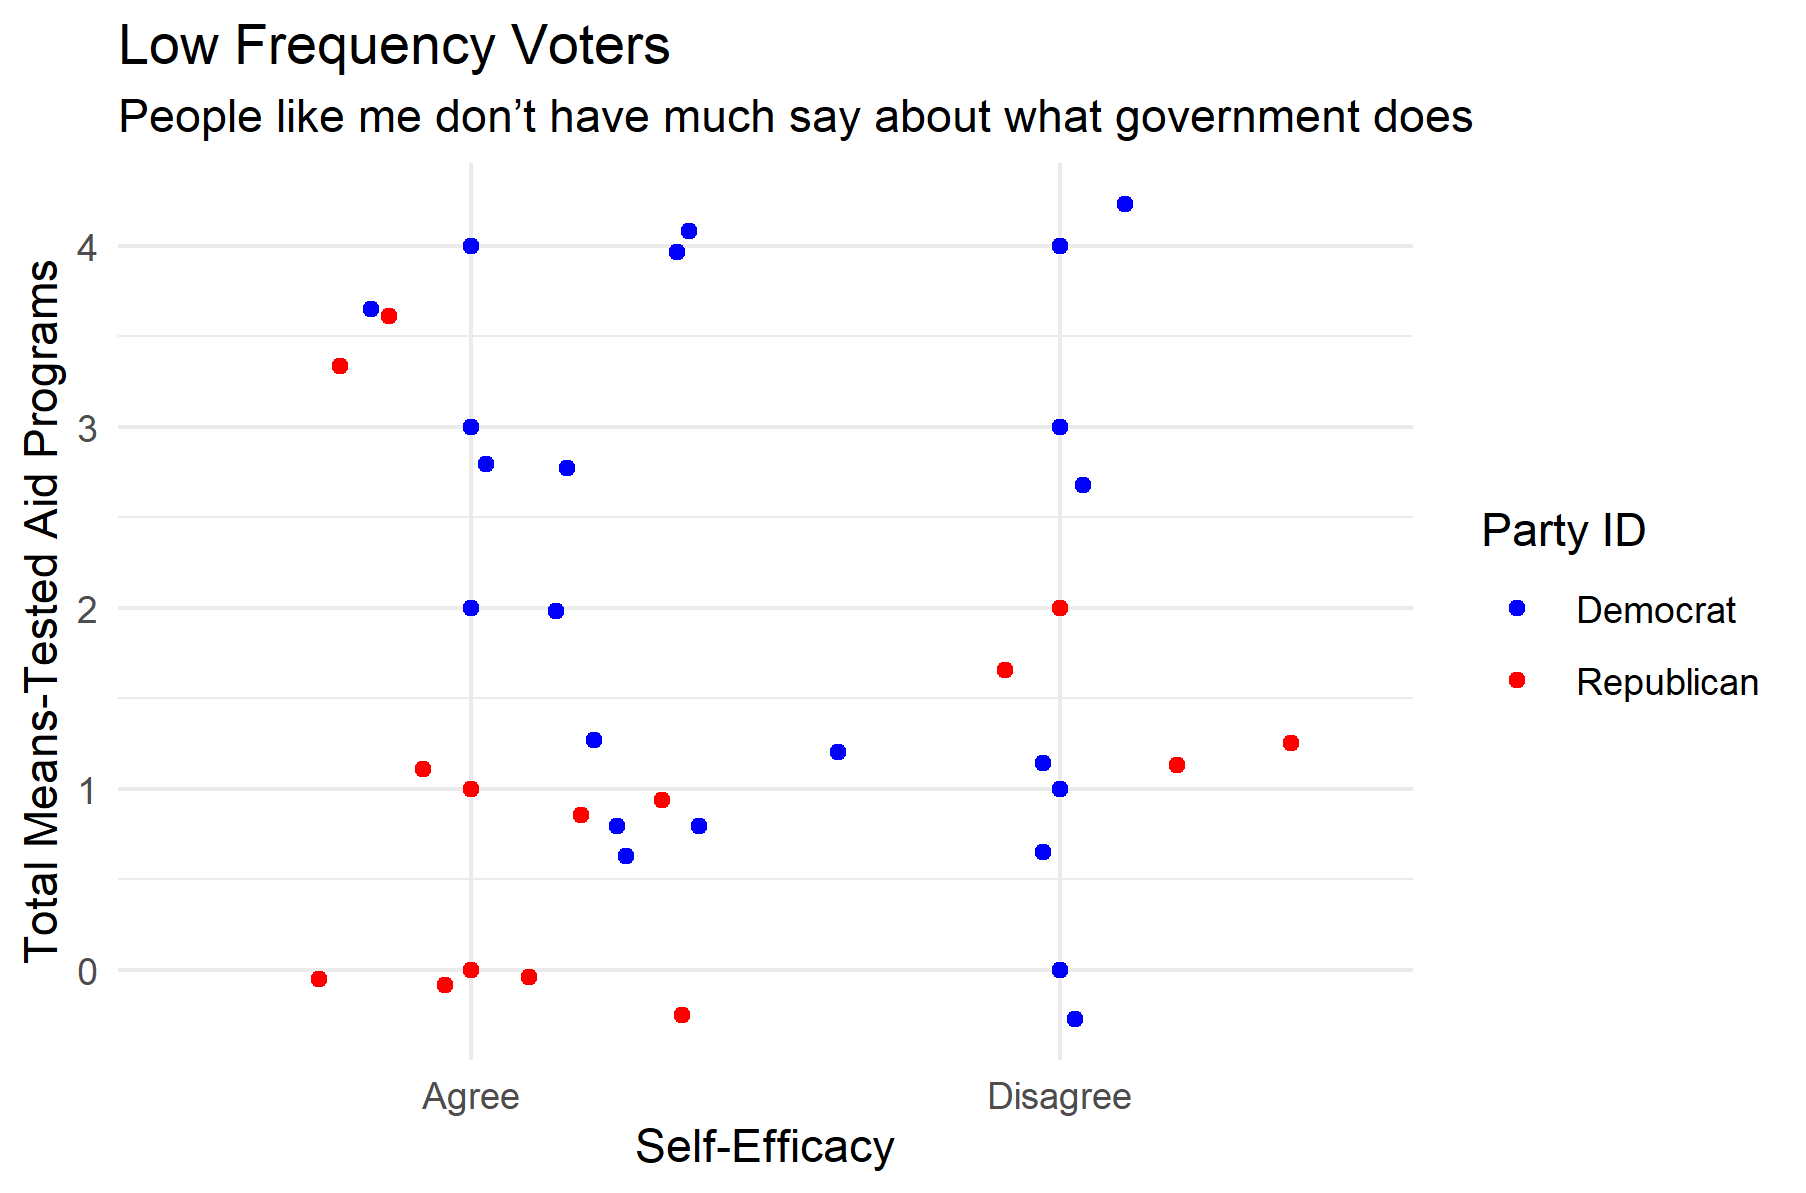 Low Frequency Voters
People like me don’t have much say about what government does
Total Means-Tested Aid Programs
4
3
2
1
0
Agree
Disagree
Self-Efficacy
Party ID
Democrat
Republican